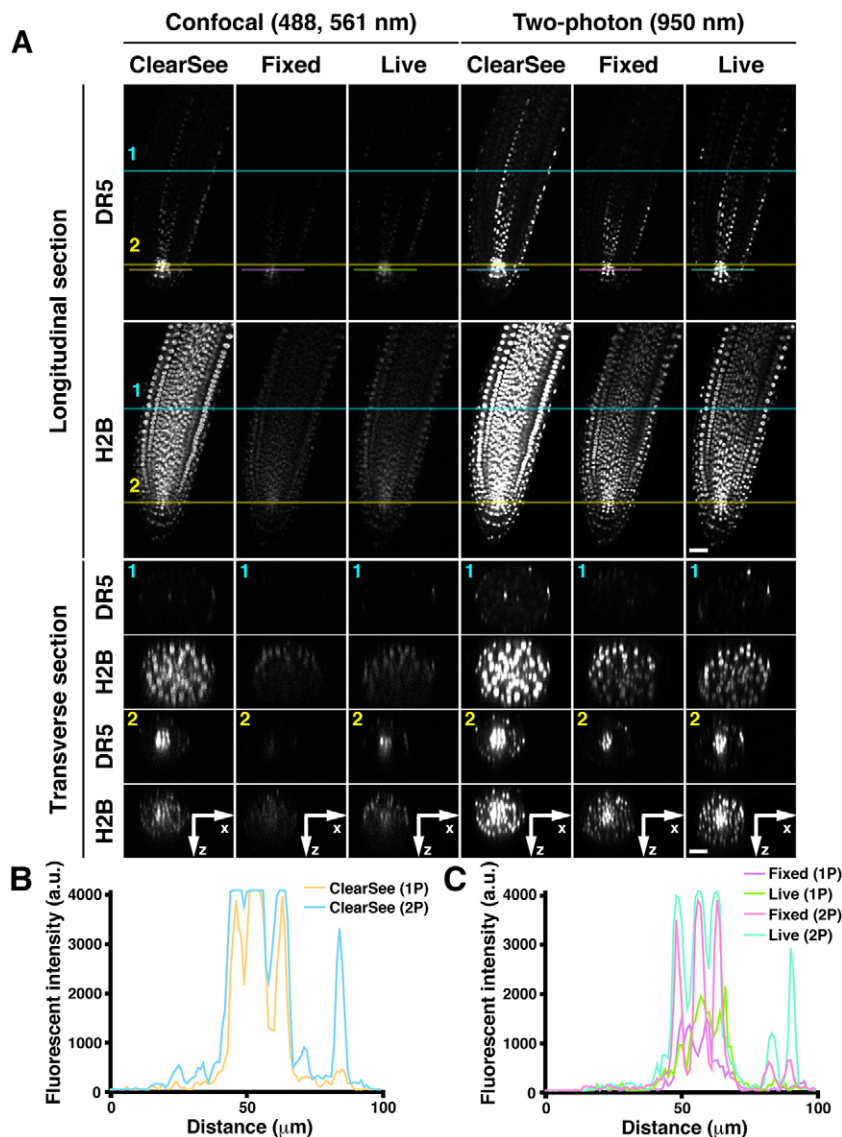 A
Confocal (488, 561 nm) Two-photon (950 nm)
ClearSee Fixed Live ClearSee Fixed Live
Longitudinal section
DR5
1
2
H2B
1
2
Transverse section
DR5
1 1 1 1 1 1
H2B
DR5
2 2 2 2 2 2
H2B
x x x x x x
z z z z z z
B
Fluorescent intensity (a.u.)
4000
3000
2000
1000
0
0 50 100
Distance (μm)
ClearSee (1P)
ClearSee (2P)
C
Fluorescent intensity (a.u.)
4000
3000
2000
1000
0
0 50 100
Distance (μm)
Fixed (1P)
Live (1P)
Fixed (2P)
Live (2P)